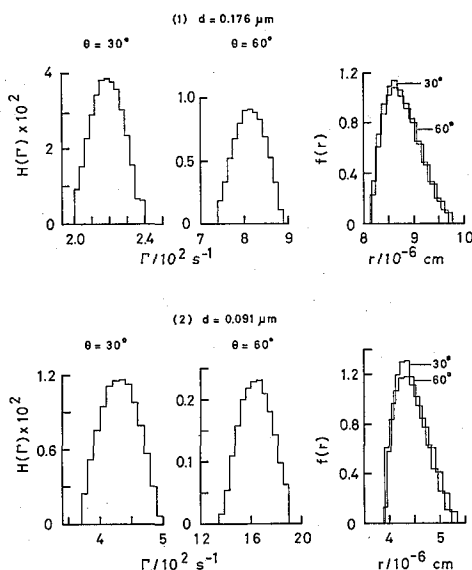 (1) d = 0.176 μm
θ = 30° θ = 60°
H(Γ) x 10²
4
2
0
2.0 2.4
Γ/10² s⁻¹
1.0
0.5
0
7 8 9
Γ/10² s⁻¹
f(r)
1.2
0.8
0.4
0
30°
60°
8 9 10
r/10⁻⁶ cm
(2) d = 0.091 μm
θ = 30° θ = 60°
H(Γ) x 10²
1.2
0.6
0
4 5
Γ/10² s⁻¹
0.2
0.1
0
12 16 20
Γ/10² s⁻¹
f(r)
1.2
0.8
0.4
0
30°
60°
4 5
r/10⁻⁶ cm